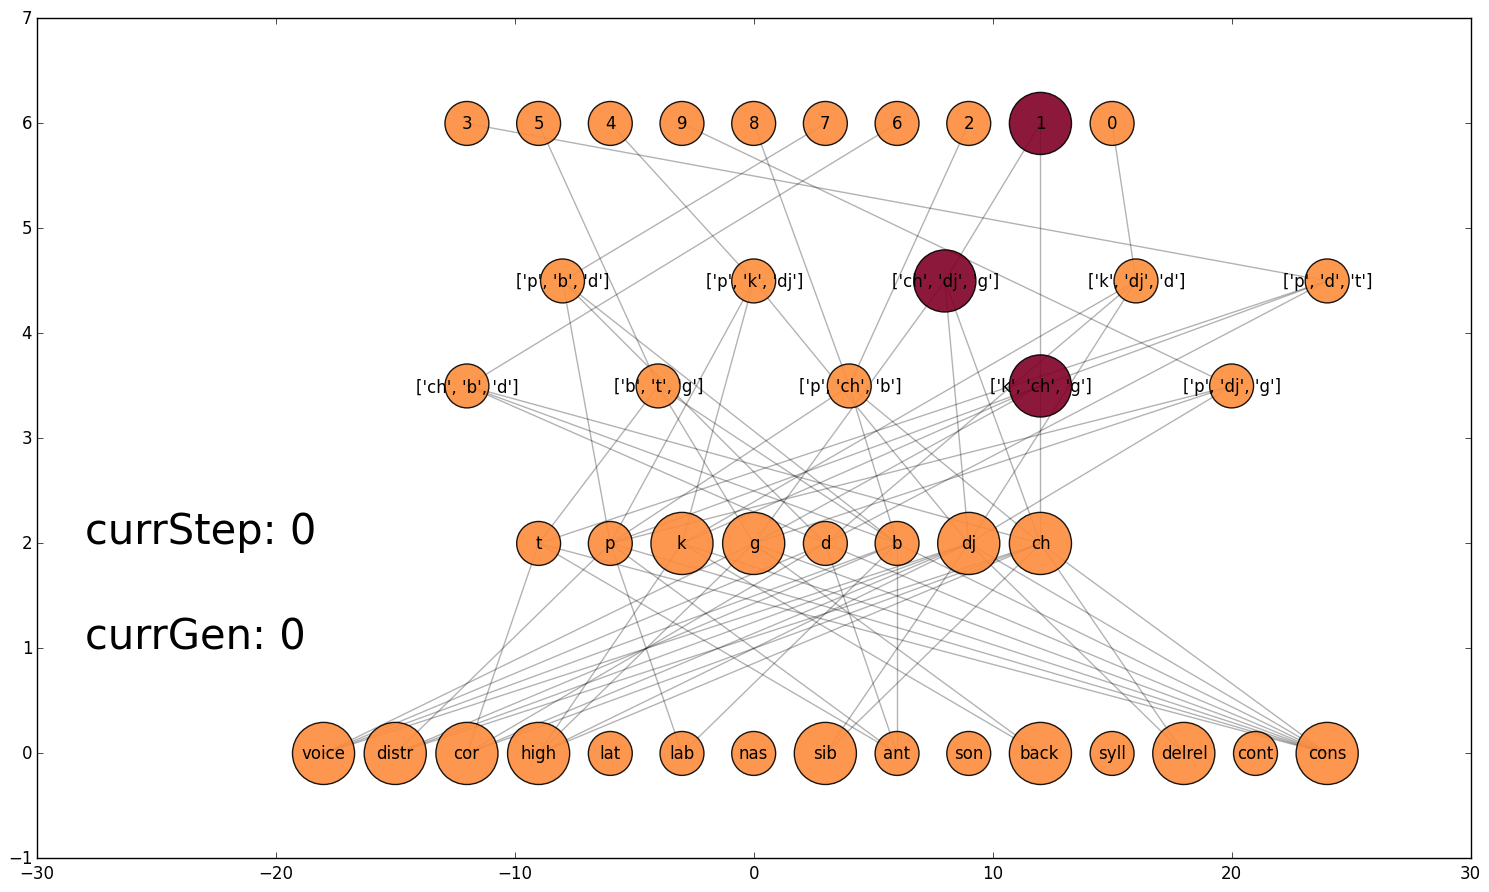 7
6
3 5 4 9 8 7 6 2 1 0
5
['p', 'b', 'd'] ['p', 'k', 'dj'] ['ch', 'dj', 'g'] ['k', 'dj', 'd'] ['p', 'd', 't']
4
['ch', 'b', 'd'] ['b', 't', 'g'] ['p', 'ch', 'b'] ['k', 'ch', 'g'] ['p', 'dj', 'g']
3
currStep: 0
2
t p k g d b dj ch
currGen: 0
1
0
voice distr cor high lat lab nas sib ant son back syll delrel cont cons
−1
−30 −20 −10 0 10 20 30